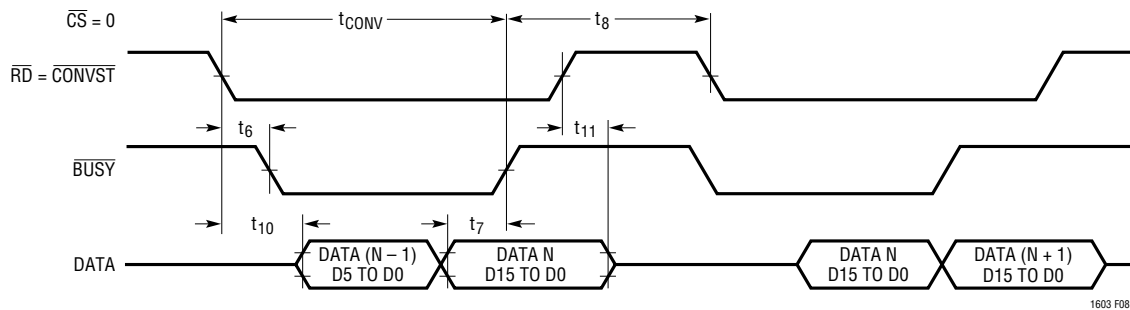 CS = 0
tCONV
t8
RD = CONVST
t6
t11
BUSY
t10
t7
DATA
DATA (N – 1)
D5 TO D0
DATA N
D15 TO D0
DATA N
D15 TO D0
DATA (N + 1)
D15 TO D0
1603 F08